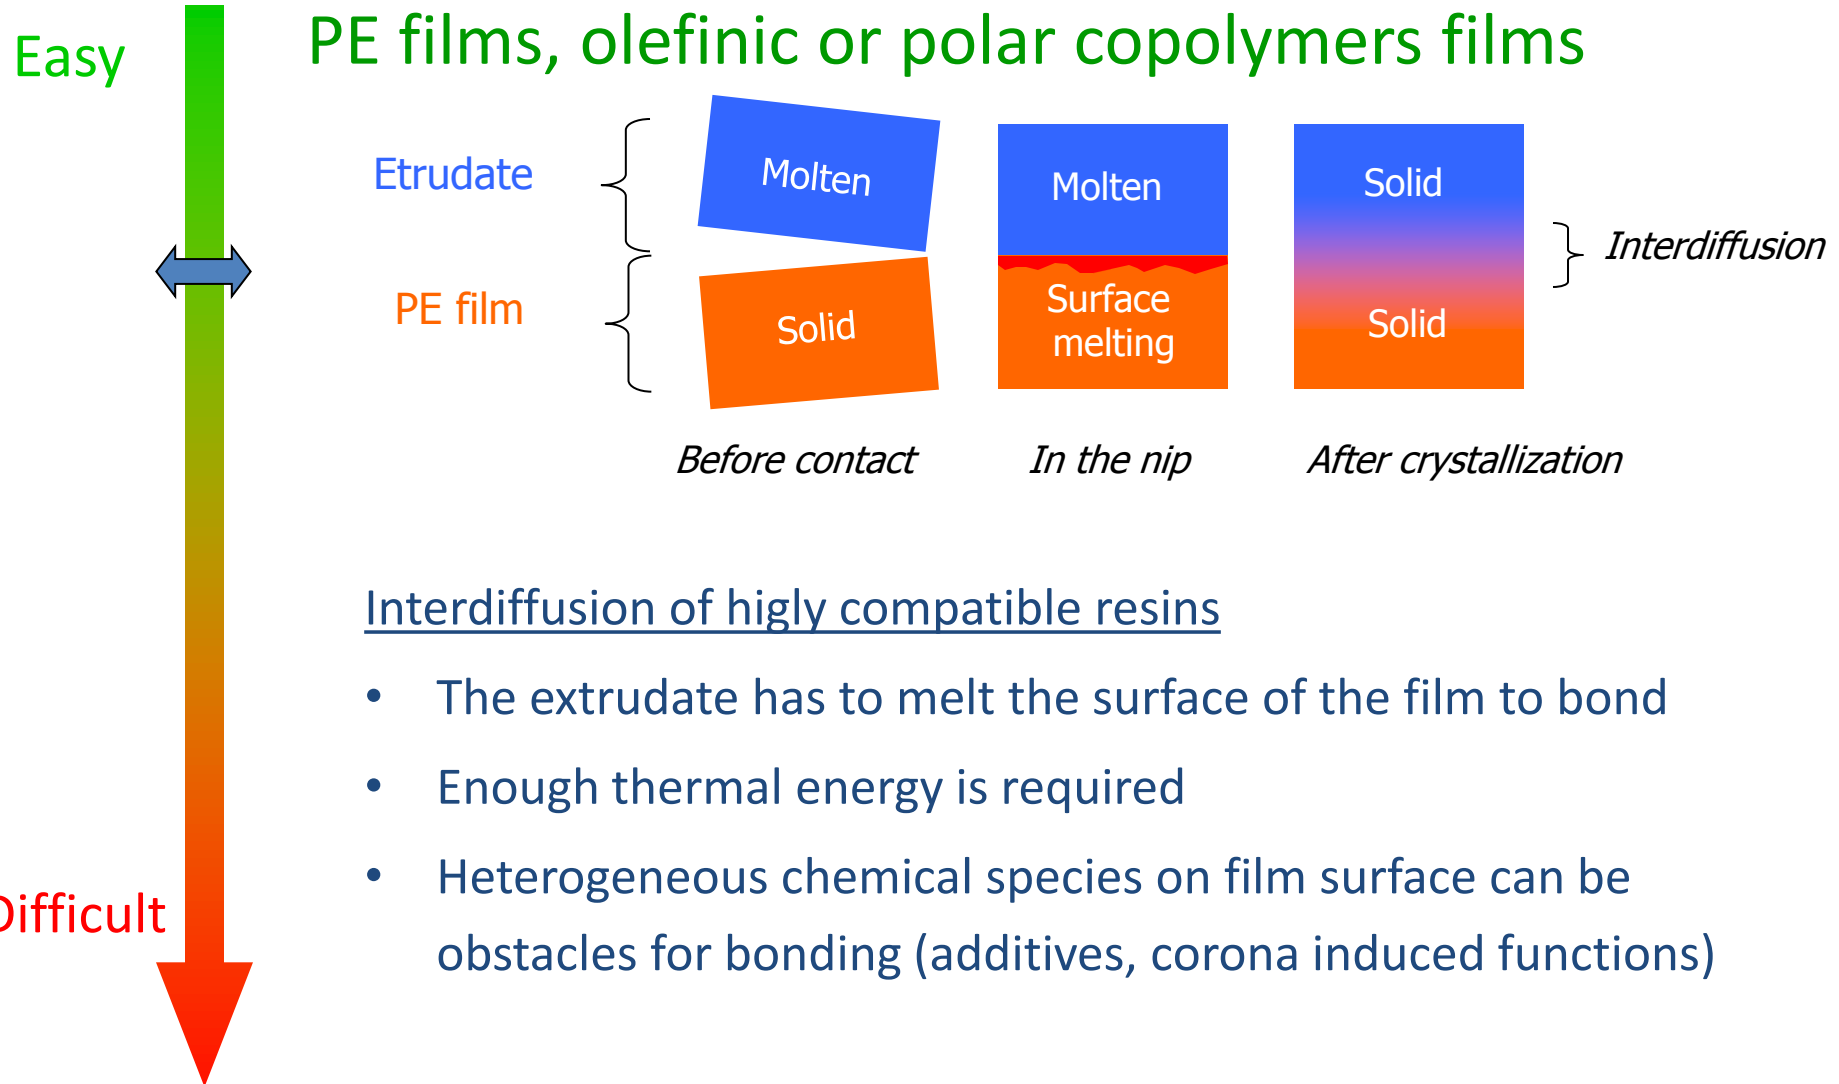 Easy
PE films, olefinic or polar copolymers films
Etrudate
Molten
Molten
Solid
Interdiffusion
PE film
Solid
Surface
melting
Solid
Before contact
In the nip
After crystallization
Interdiffusion of higly compatible resins
• The extrudate has to melt the surface of the film to bond
• Enough thermal energy is required
• Heterogeneous chemical species on film surface can be
obstacles for bonding (additives, corona induced functions)
Difficult